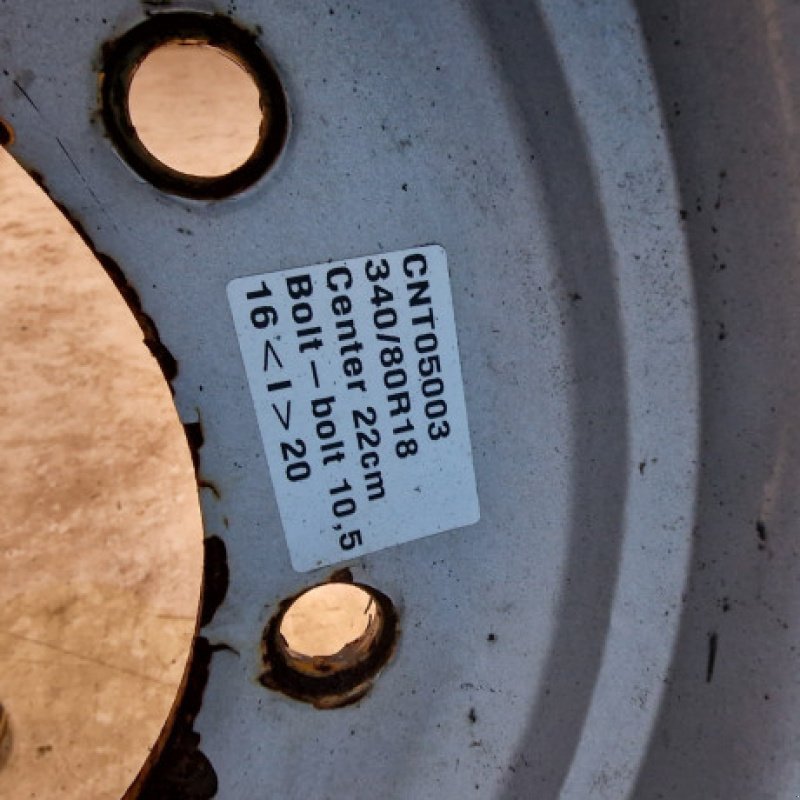 CNT05003
340/80R18
Center 22cm
Bolt – bolt 10,5
16 < | > 20